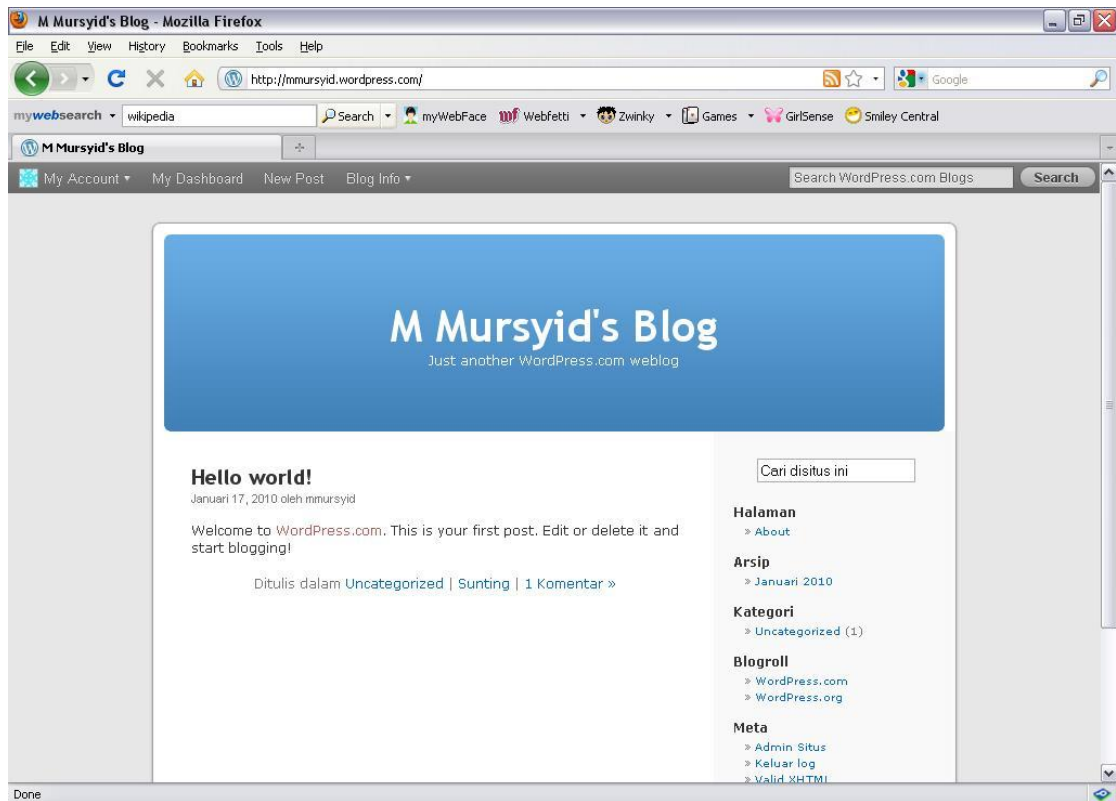 M Mursyid's Blog - Mozilla Firefox
File Edit View History Bookmarks Tools Help
http://mmursyid.wordpress.com/ Google
mywebsearch wikipedia Search myWebFace Webfetti Zwinky Games GirlSense Smiley Central
M Mursyid's Blog
My Account My Dashboard New Post Blog Info Search WordPress.com Blogs Search
M Mursyid's Blog
Just another WordPress.com weblog
Hello world!
Januari 17, 2010 oleh mmursyid
Welcome to WordPress.com. This is your first post. Edit or delete it and
start blogging!
Ditulis dalam Uncategorized | Sunting | 1 Komentar »
Cari disitus ini
Halaman
» About
Arsip
» Januari 2010
Kategori
» Uncategorized (1)
Blogroll
» WordPress.com
» WordPress.org
Meta
» Admin Situs
» Keluar log
» Valid XHTML
Done